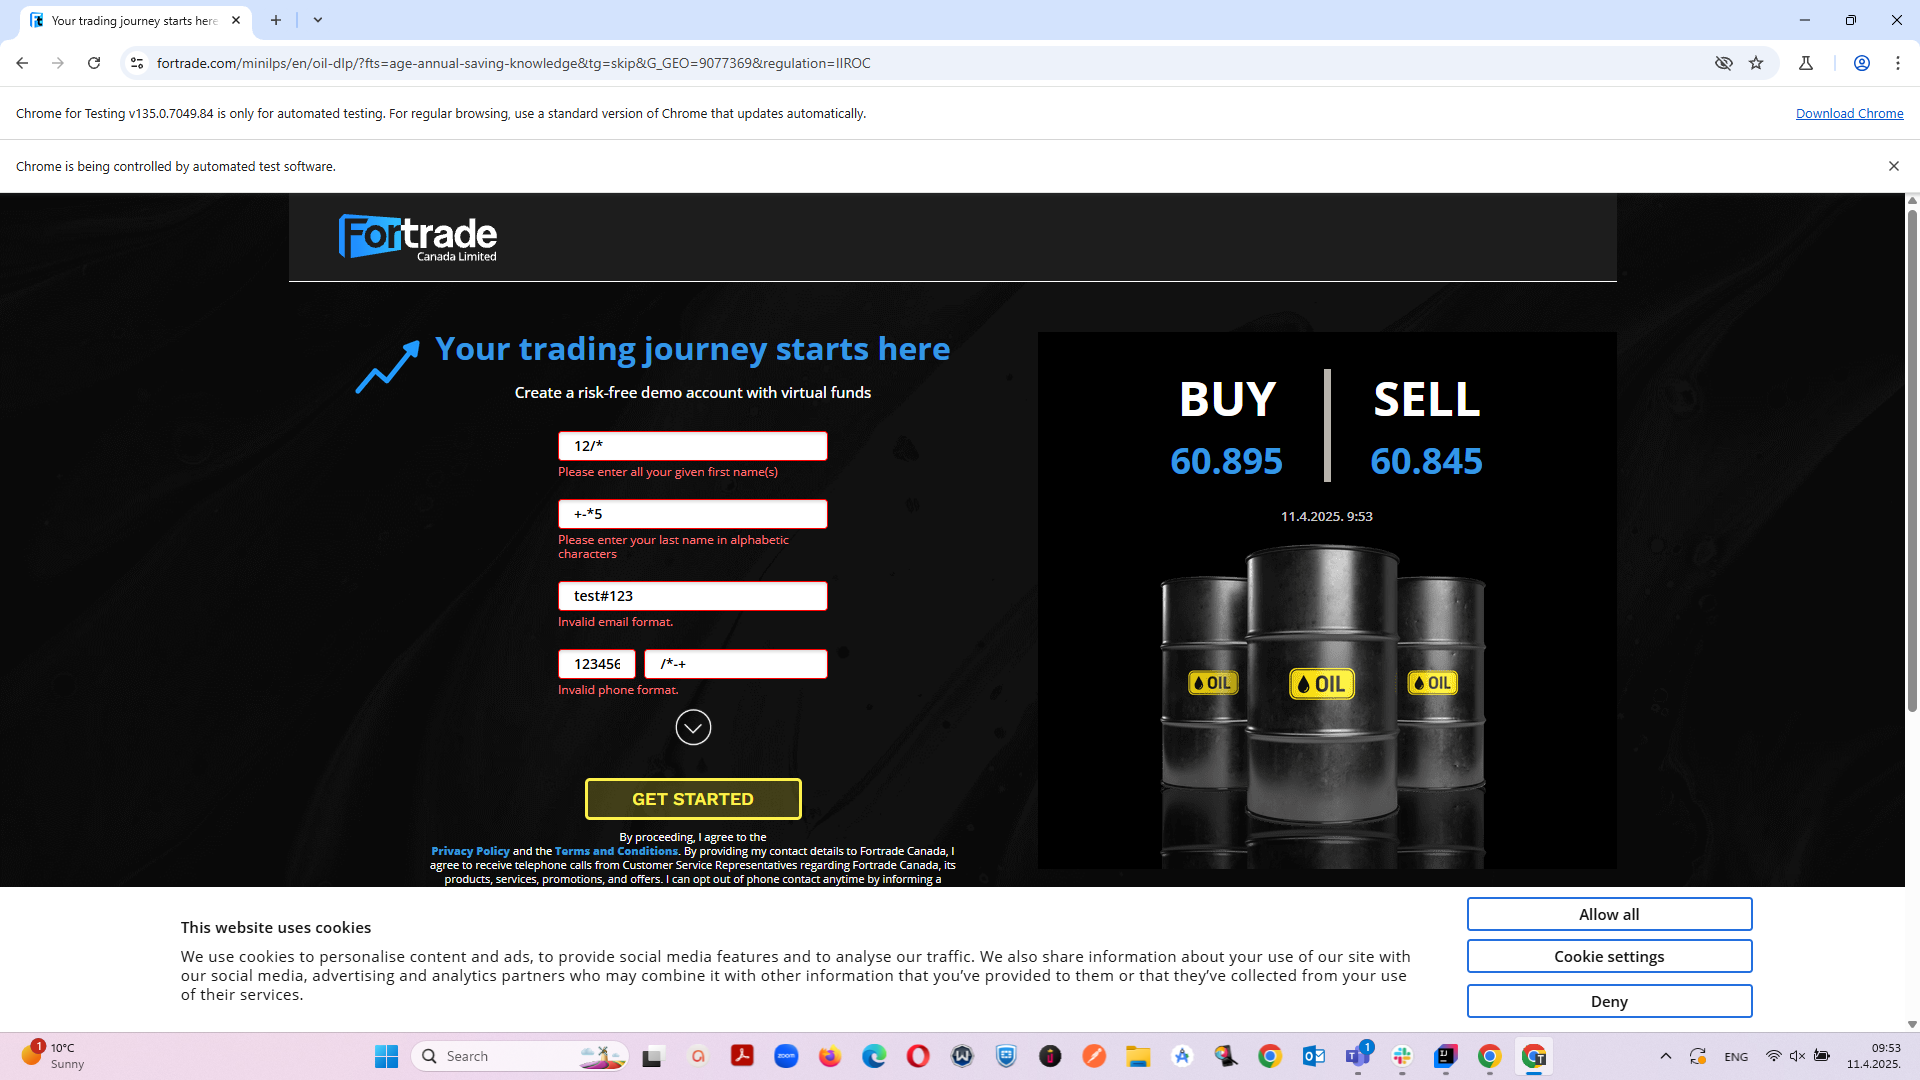 Your trading journey starts here
fortrade.com/minilps/en/oil-dlp/?fts=age-annual-saving-knowledge&tg=skip&G_GEO=9077369&regulation=IIROC
Chrome for Testing v135.0.7049.84 is only for automated testing. For regular browsing, use a standard version of Chrome that updates automatically.
Download Chrome
Chrome is being controlled by automated test software.
Fortrade
Canada Limited
Your trading journey starts here
Create a risk-free demo account with virtual funds
12/*
Please enter all your given first name(s)
+-*5
Please enter your last name in alphabetic
characters
test#123
Invalid email format.
123456 /*-+
Invalid phone format.
GET STARTED
By proceeding, I agree to the
Privacy Policy and the Terms and Conditions. By providing my contact details to Fortrade Canada, I
agree to receive telephone calls from Customer Service Representatives regarding Fortrade Canada, its
products, services, promotions, and offers. I can opt out of phone contact anytime by informing a
BUY SELL
60.895 60.845
11.4.2025. 9:53
OIL OIL OIL
This website uses cookies
We use cookies to personalise content and ads, to provide social media features and to analyse our traffic. We also share information about your use of our site with
our social media, advertising and analytics partners who may combine it with other information that you've provided to them or that they've collected from your use
of their services.
Allow all
Cookie settings
Deny
1
10°C
Sunny
Search
zoom
1
ENG
09:53
11.4.2025.